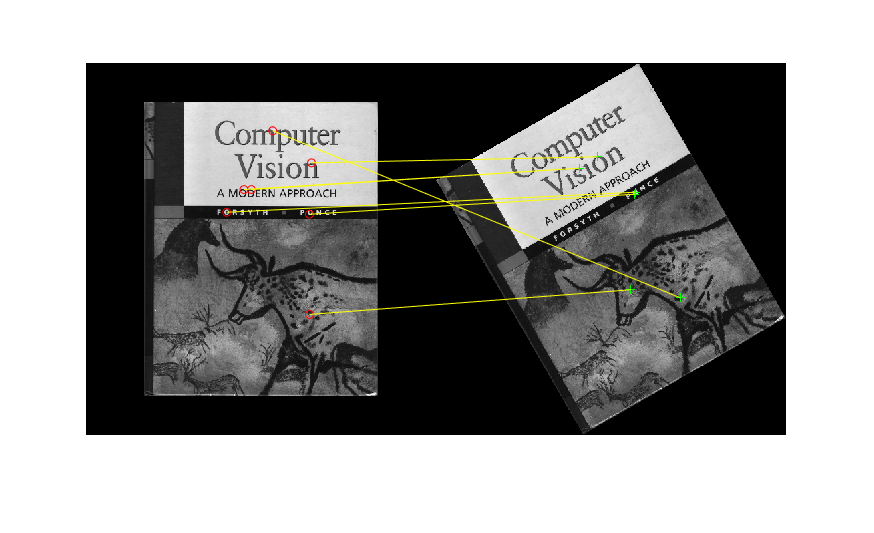 Computer
Vision
A MODERN APPROACH
FORSYTH ■ PONCE
Computer
Vision
A MODERN APPROACH
FORSYTH ■ PONCE